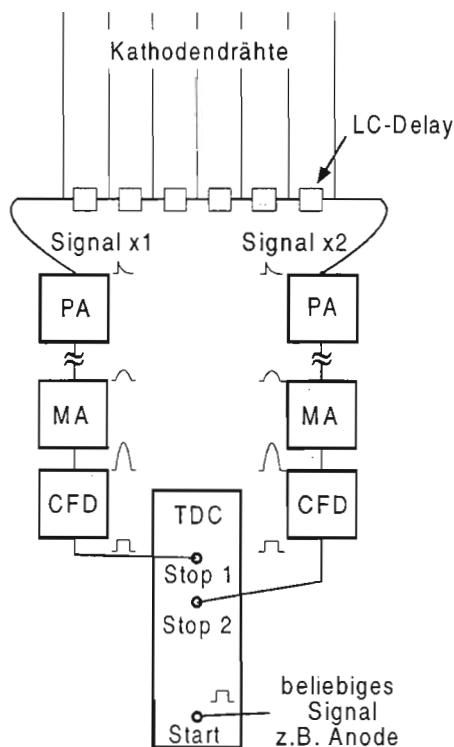 Kathodendrähte
LC-Delay
Signal x1
Signal x2
PA
PA
MA
MA
CFD
CFD
TDC
Stop 1
Stop 2
Start
beliebiges
Signal
z.B. Anode